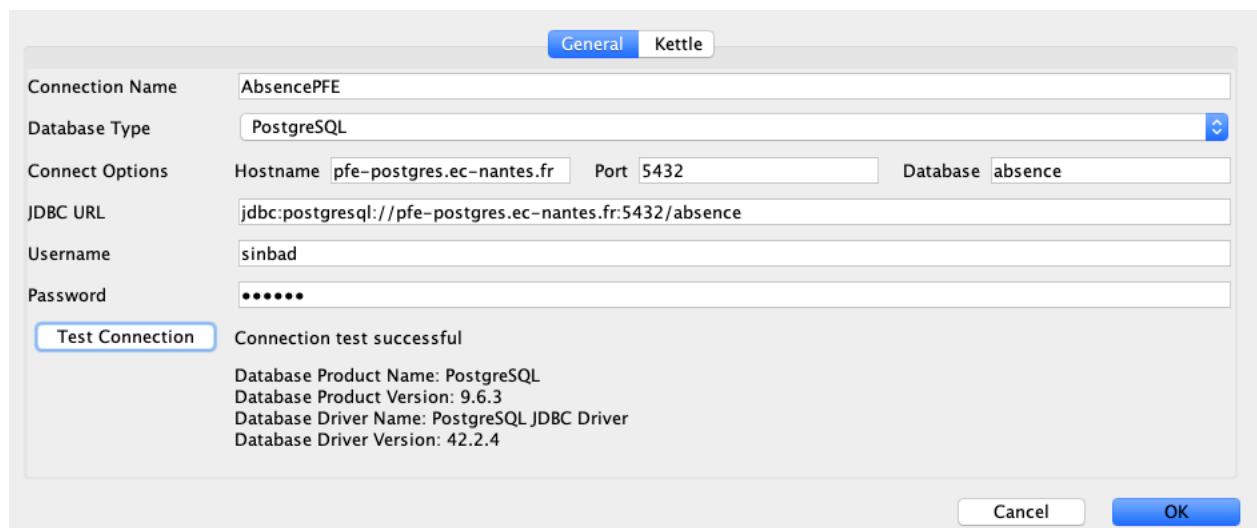 General Kettle
Connection Name AbsencePFE
Database Type PostgreSQL
Connect Options Hostname pfe-postgres.ec-nantes.fr Port 5432 Database absence
JDBC URL jdbc:postgresql://pfe-postgres.ec-nantes.fr:5432/absence
Username sinbad
Password ••••••
Test Connection Connection test successful
Database Product Name: PostgreSQL
Database Product Version: 9.6.3
Database Driver Name: PostgreSQL JDBC Driver
Database Driver Version: 42.2.4
Cancel OK